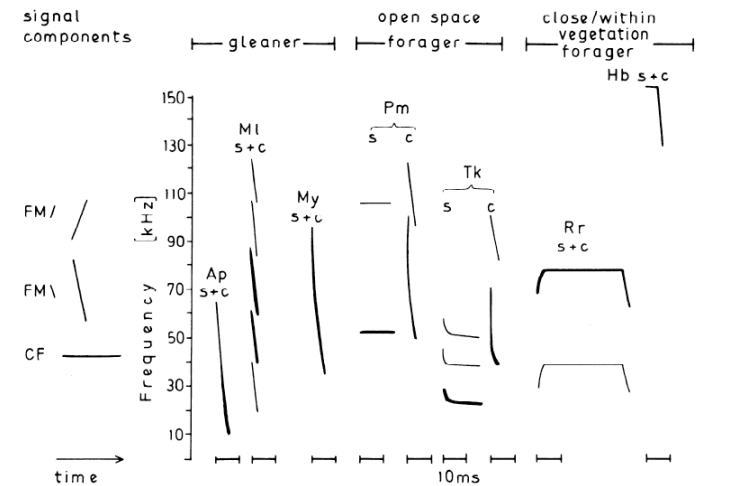 signal
components
gleaner
open space
forager
close/within
vegetation
forager
Hb s+c
150
130
110
90
70
50
30
10
Frequency [kHz]
FM/
FM\
CF
time
Ap
s+c
Ml
s+c
My
s+c
Pm
s c
Tk
s c
Rr
s+c
10ms